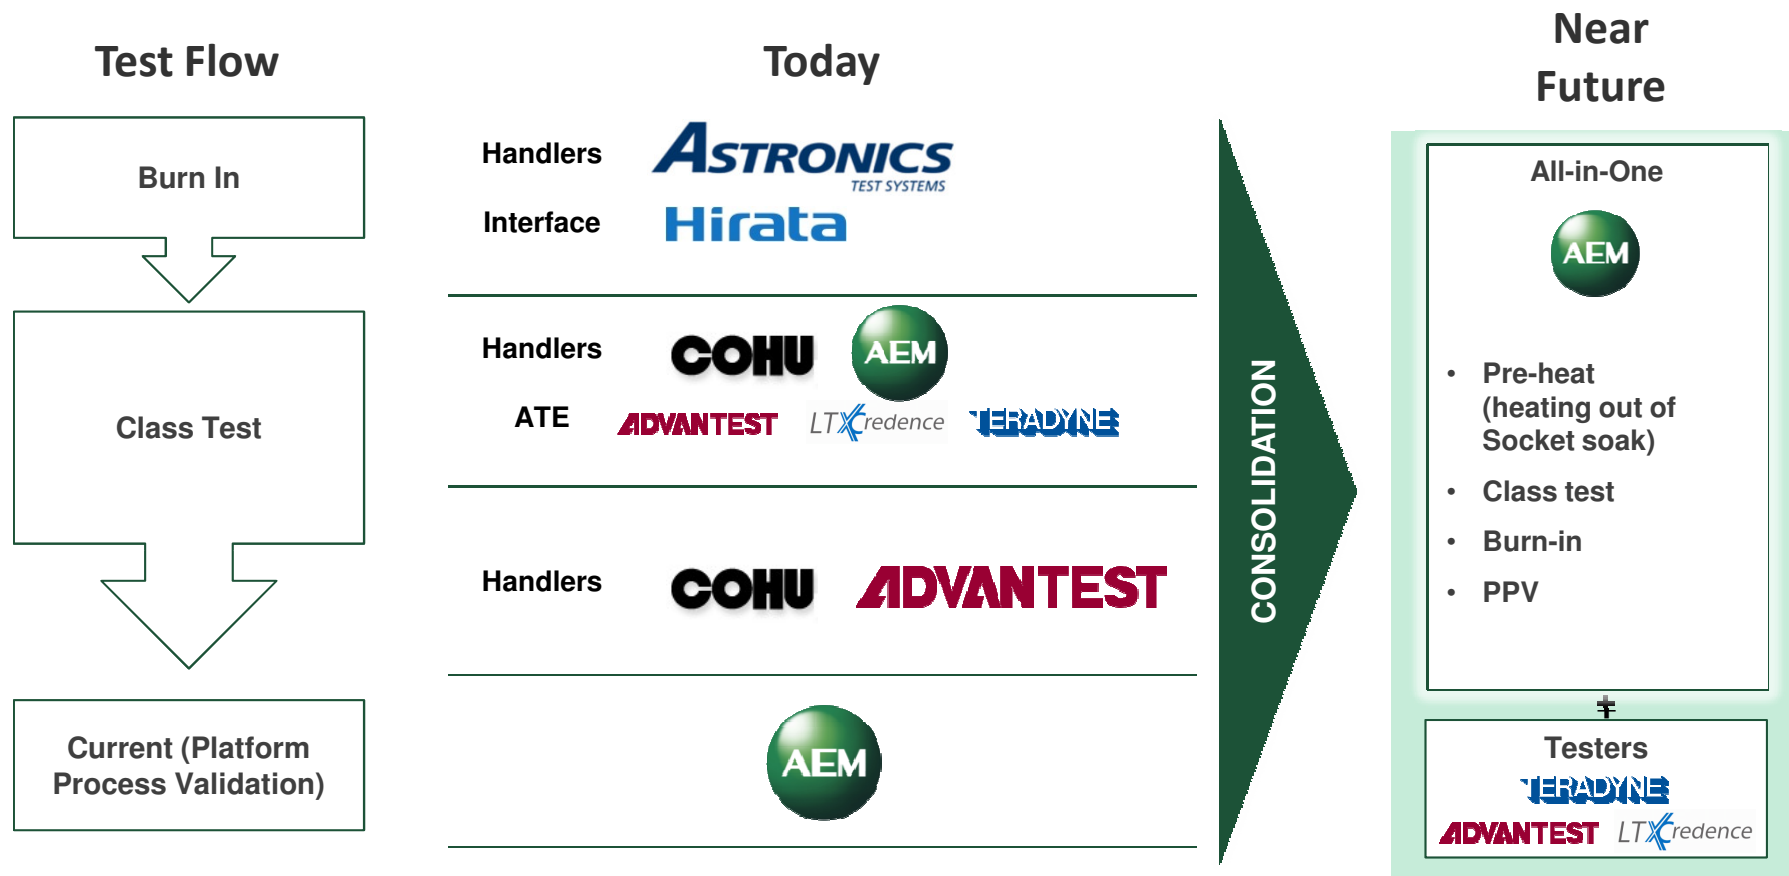 Test Flow
Today
Near
Future
Burn In
Class Test
Current (Platform
Process Validation)
Handlers
ASTRONICS
TEST SYSTEMS
Interface
Hirata
Handlers
COHU
AEM
ATE
ADVANTEST
LTXCredence
TERADYNE
Handlers
COHU
ADVANTEST
AEM
CONSOLIDATION
All-in-One
AEM
• Pre-heat
(heating out of
Socket soak)
• Class test
• Burn-in
• PPV
Testers
TERADYNE
ADVANTEST
LTXCredence